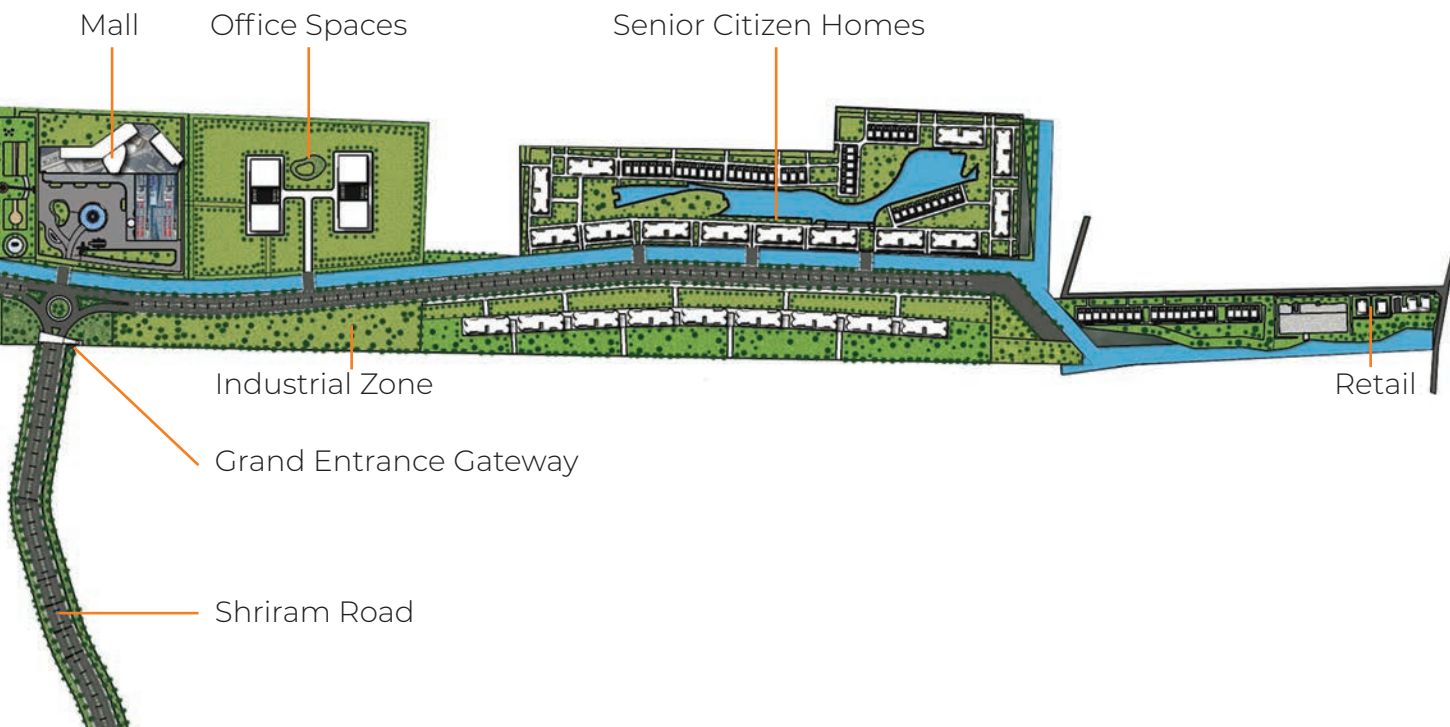 Mall
Office Spaces
Senior Citizen Homes
Industrial Zone
Retail
Grand Entrance Gateway
Shriram Road